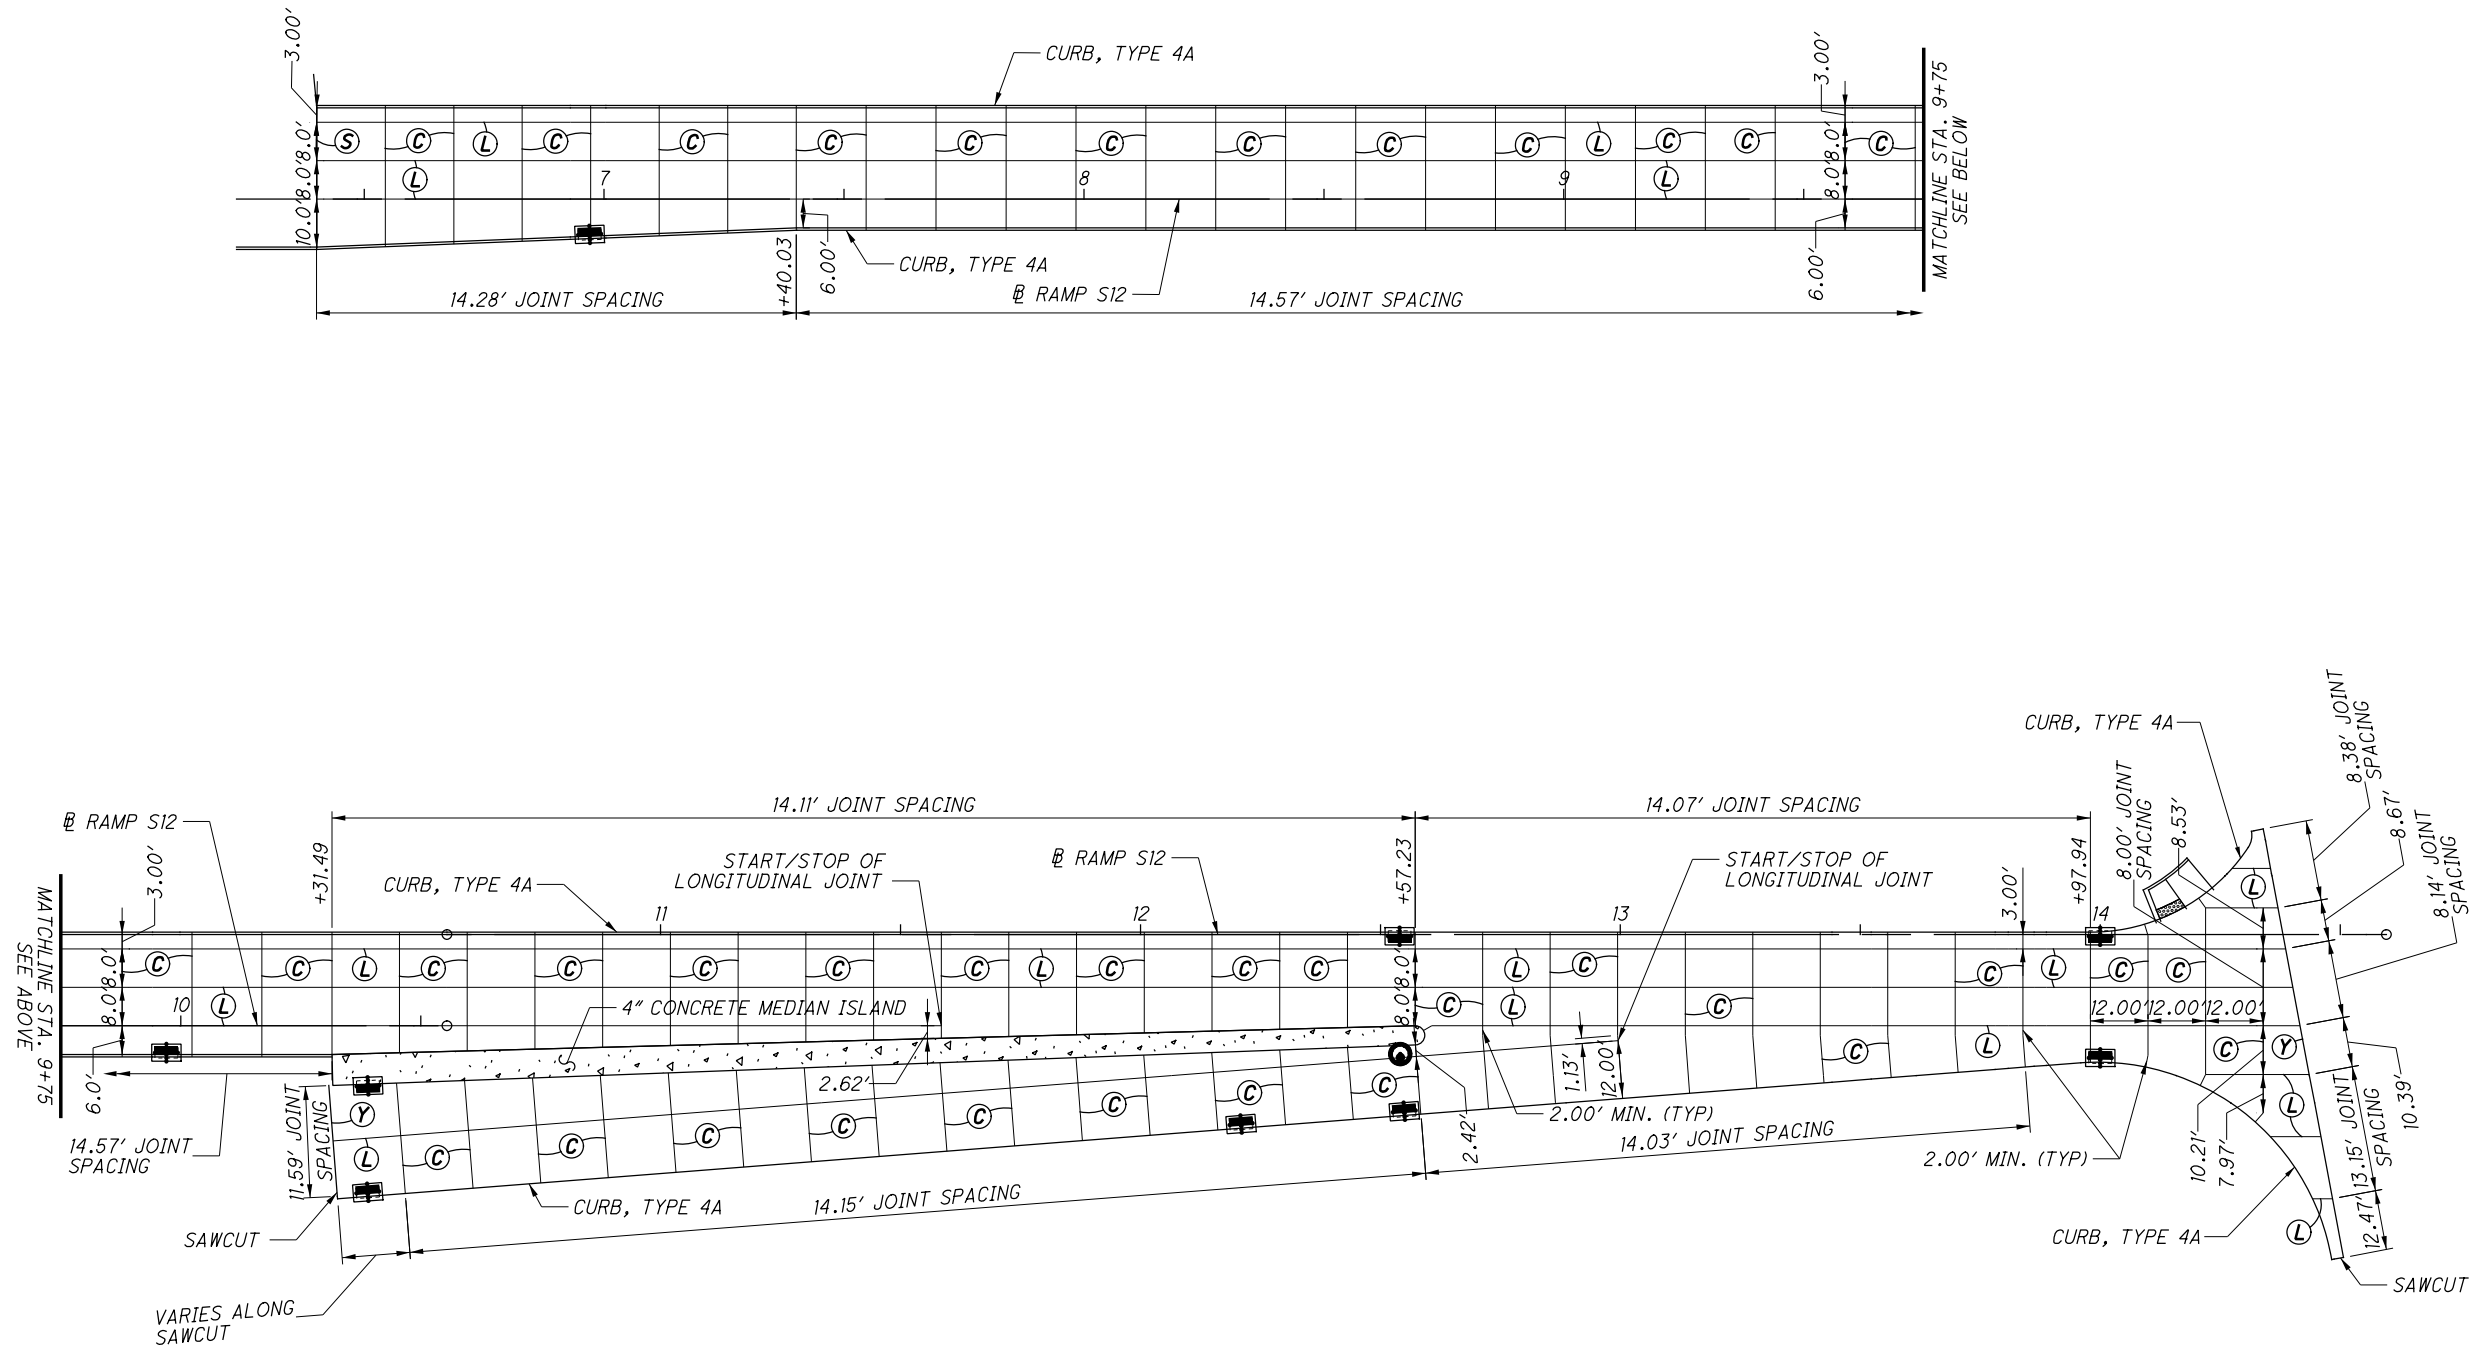 3.00'
CURB, TYPE 4A
3.00'
MATCHLINE STA. 9+75
SEE BELOW
S
C
L
C
C
C
C
C
C
C
C
L
C
C
C
8.0'
8.0'
10.0'
L
7
8
9
L
8.0'
8.0'
6.00'
CURB, TYPE 4A
+40.03
6.00'
℄ RAMP S12
14.28' JOINT SPACING
14.57' JOINT SPACING
CURB, TYPE 4A
8.38' JOINT
SPACING
8.67'
8.14' JOINT
SPACING
8.00' JOINT
SPACING
8.53'
14.11' JOINT SPACING
14.07' JOINT SPACING
℄ RAMP S12
+31.49
3.00'
CURB, TYPE 4A
START/STOP OF
LONGITUDINAL JOINT
℄ RAMP S12
+57.23
START/STOP OF
LONGITUDINAL JOINT
3.00'
+97.94
MATCHLINE STA. 9+75
SEE ABOVE
11
12
13
14
L
C
C
L
C
C
C
C
C
L
C
C
C
L
C
C
L
C
C
8.0'
8.0'
6.0'
10
L
4" CONCRETE MEDIAN ISLAND
8.0'
8.0'
C
L
C
12.00'
12.00'
12.00'
C
L
C
Y
2.62'
1.13'
12.00'
14.57' JOINT
SPACING
11.59' JOINT
SPACING
Y
L
C
C
C
C
C
C
C
C
2.42'
2.00' MIN. (TYP)
14.03' JOINT SPACING
2.00' MIN. (TYP)
10.21'
7.97'
L
13.15' JOINT
SPACING
10.39'
12.47'
L
CURB, TYPE 4A
14.15' JOINT SPACING
SAWCUT
CURB, TYPE 4A
SAWCUT
VARIES ALONG
SAWCUT